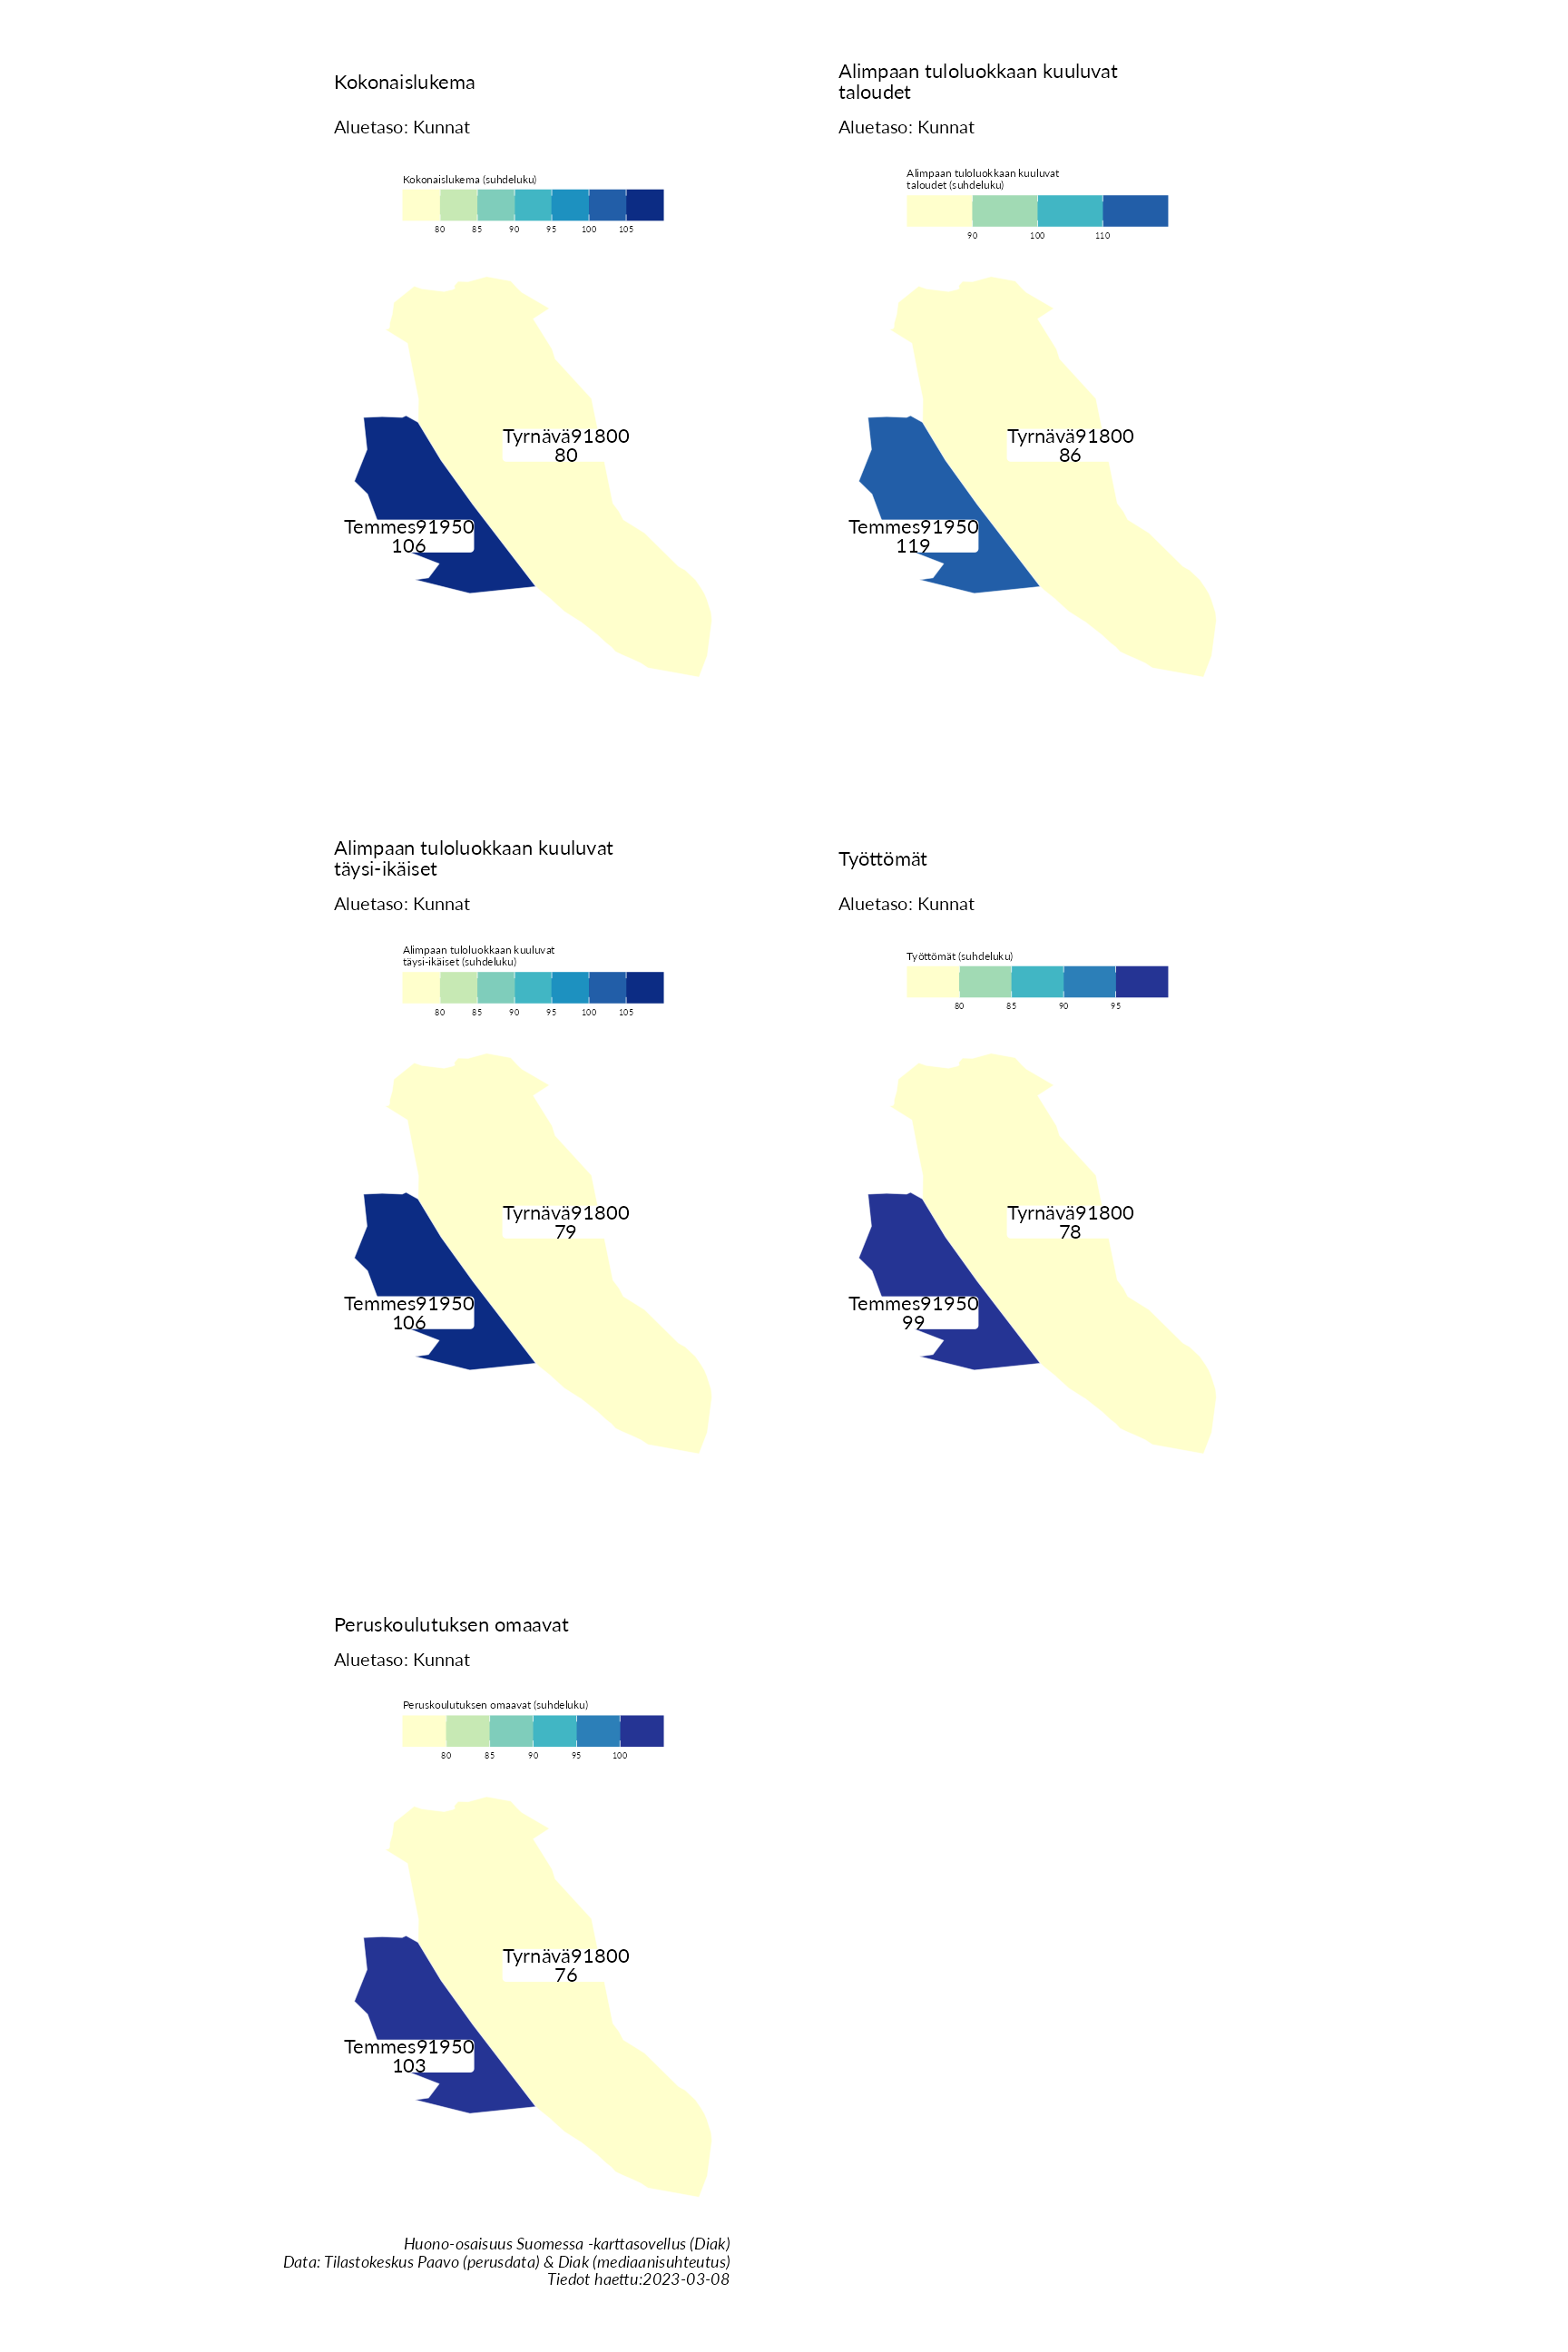 Kokonaislukema
Aluetaso: Kunnat
Kokonaislukema (suhdeluku)
80 85 90 95 100 105
Tyrnävä91800
80
Temmes91950
106
Alimpaan tuloluokkaan kuuluvat
taloudet
Aluetaso: Kunnat
Alimpaan tuloluokkaan kuuluvat
taloudet (suhdeluku)
90 100 110
Tyrnävä91800
86
Temmes91950
119
Alimpaan tuloluokkaan kuuluvat
täysi-ikäiset
Aluetaso: Kunnat
Alimpaan tuloluokkaan kuuluvat
täysi-ikäiset (suhdeluku)
80 85 90 95 100 105
Tyrnävä91800
79
Temmes91950
106
Työttömät
Aluetaso: Kunnat
Työttömät (suhdeluku)
80 85 90 95
Tyrnävä91800
78
Temmes91950
99
Peruskoulutuksen omaavat
Aluetaso: Kunnat
Peruskoulutuksen omaavat (suhdeluku)
80 85 90 95 100
Tyrnävä91800
76
Temmes91950
103
Huono-osaisuus Suomessa -karttasovellus (Diak)
Data: Tilastokeskus Paavo (perusdata) & Diak (mediaanisuhteutus)
Tiedot haettu:2023-03-08